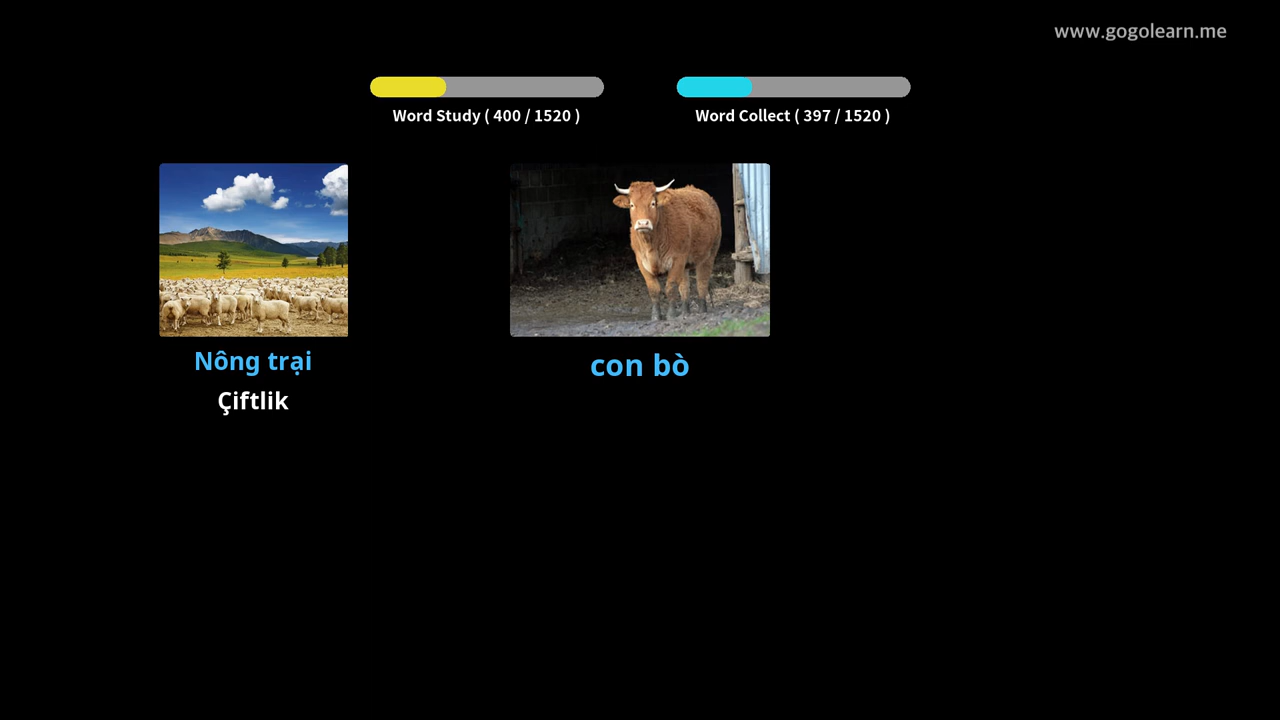 www.gogolearn.me
Word Study ( 400 / 1520 )
Word Collect ( 397 / 1520 )
Nông trại
Çiftlik
con bò